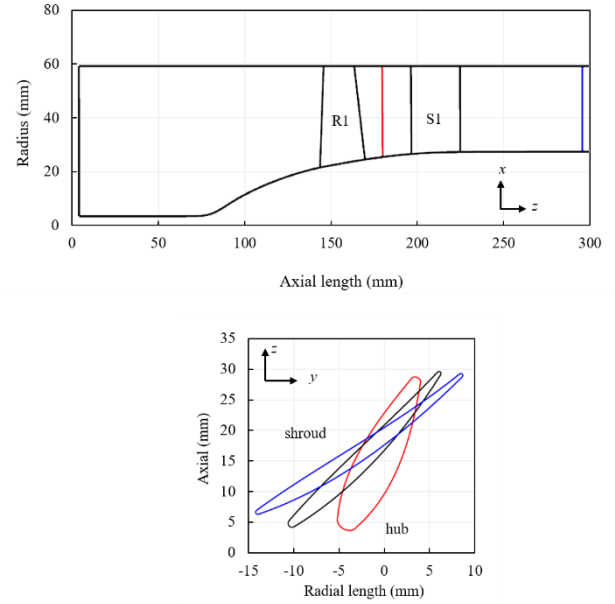 80
60
40
20
0
Radius (mm)
R1
S1
x
z
0 50 100 150 200 250 300
Axial length (mm)
35
30
25
20
15
10
5
0
Axial (mm)
z
y
shroud
hub
-15 -10 -5 0 5 10
Radial length (mm)